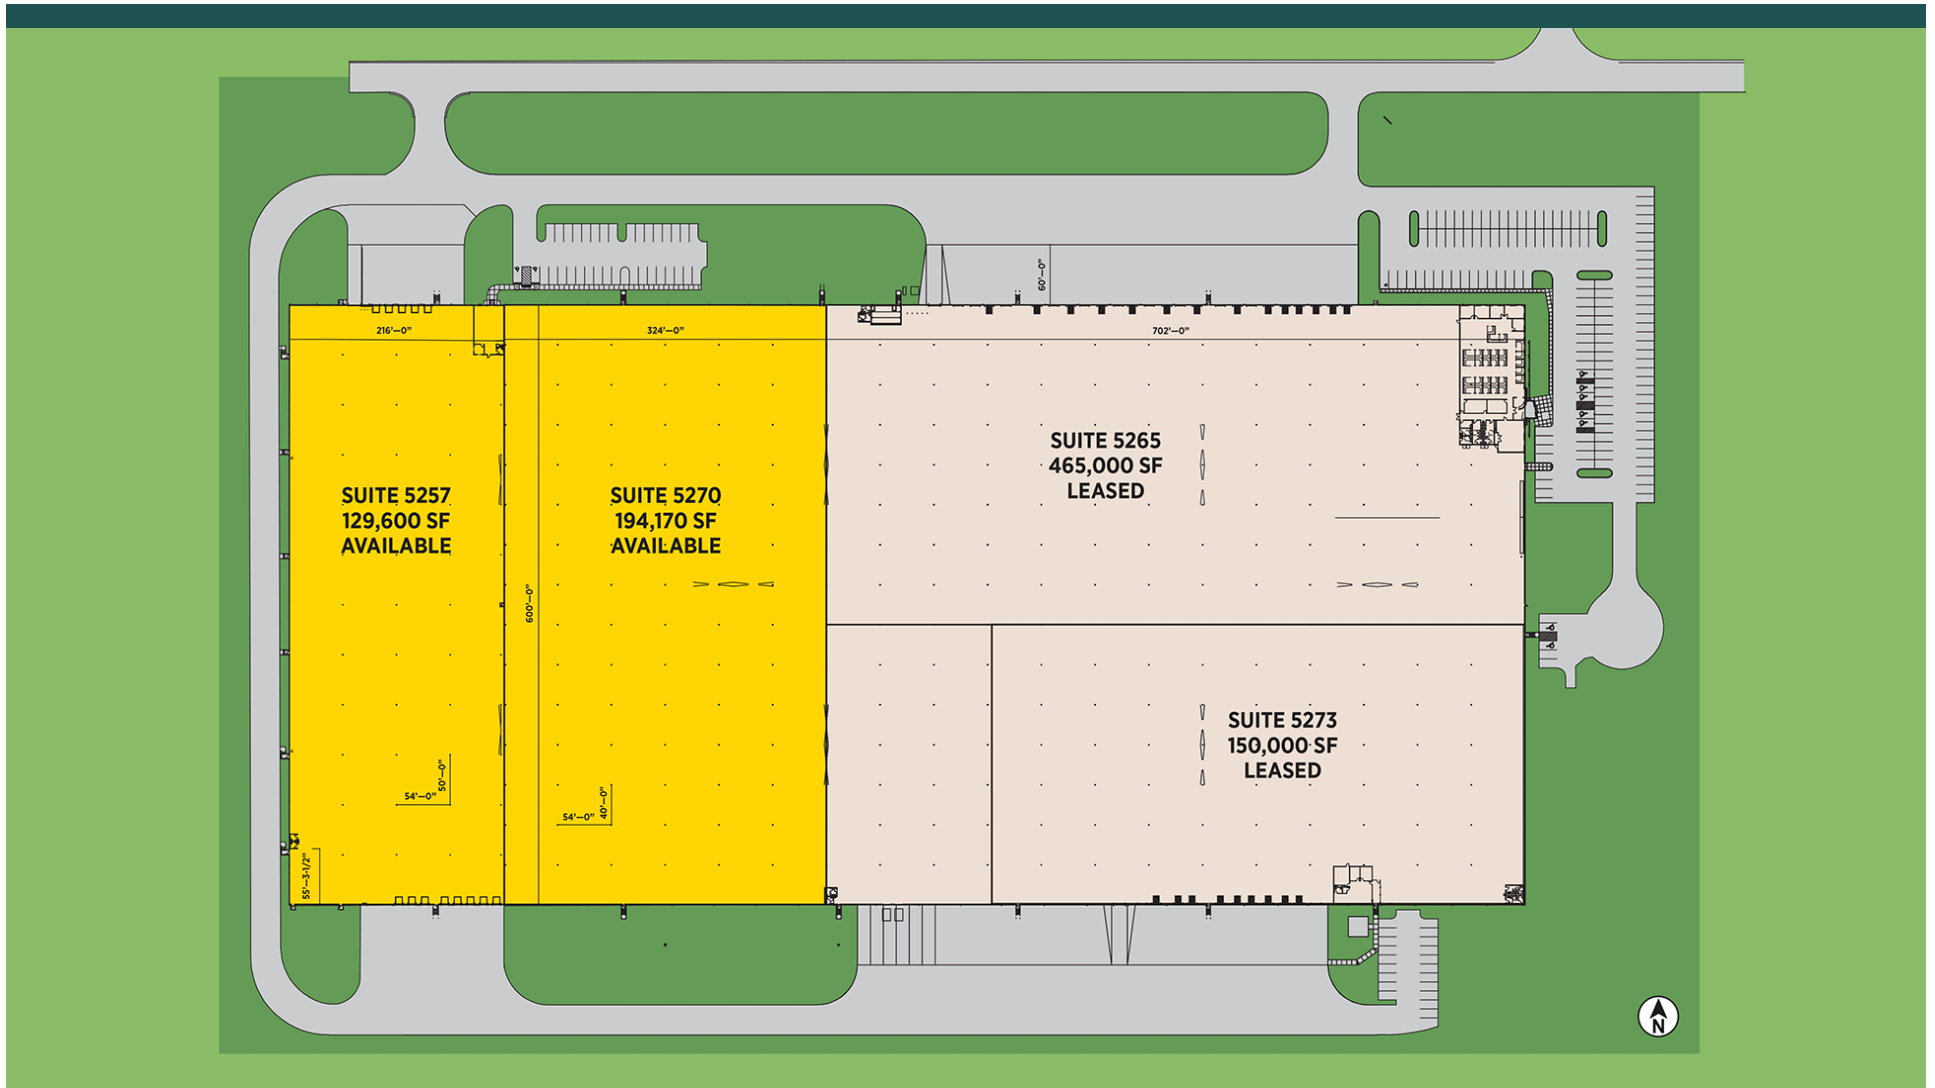 60'—0"
216'—0"
324'—0"
702'—0"
SUITE 5265
465,000 SF
LEASED
SUITE 5257
129,600 SF
AVAILABLE
SUITE 5270
194,170 SF
AVAILABLE
600'—0"
SUITE 5273
150,000 SF
LEASED
50'—0"
54'—0"
40'—0"
54'—0"
55'—3-1/2"
N